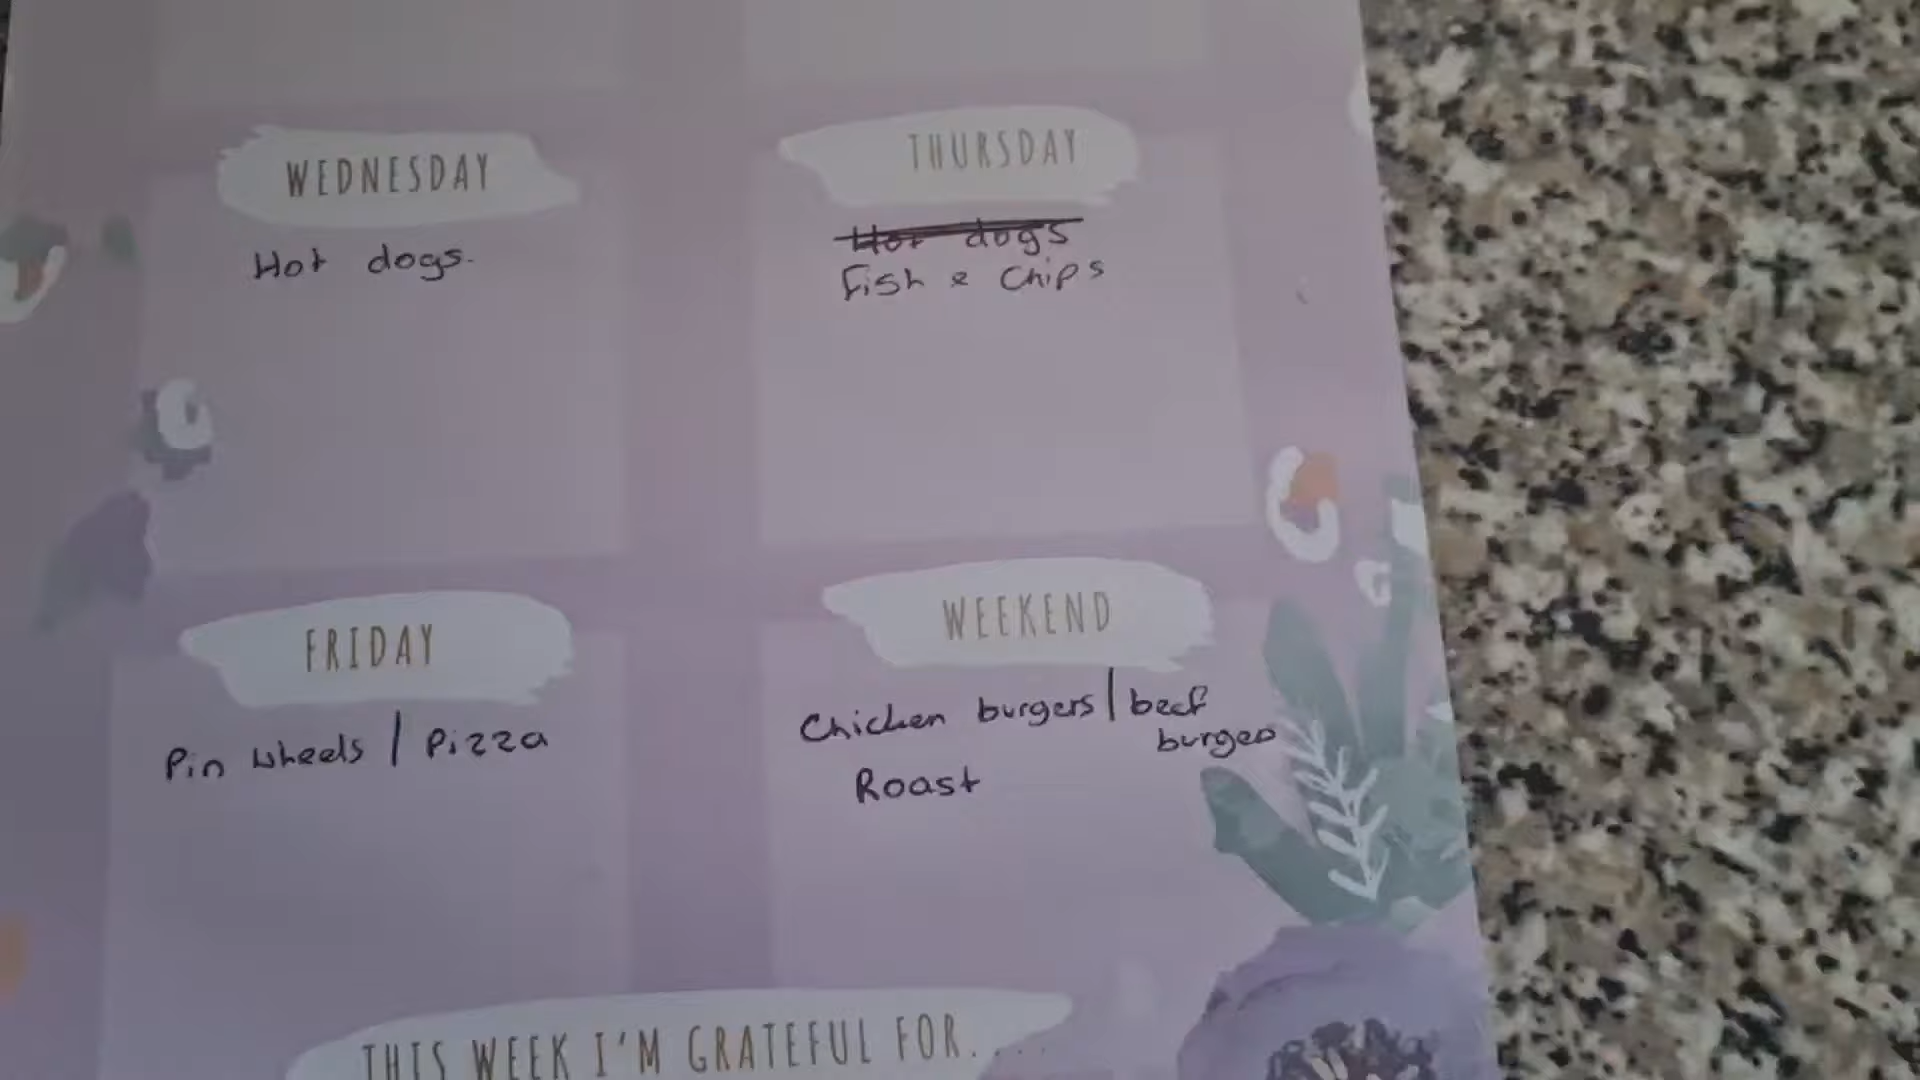 WEDNESDAY
Hot dogs.
THURSDAY
Hot dogs
Fish & Chips
FRIDAY
Pin wheels / Pizza
WEEKEND
Chicken burgers / beef
burger
Roast
THIS WEEK I'M GRATEFUL FOR....